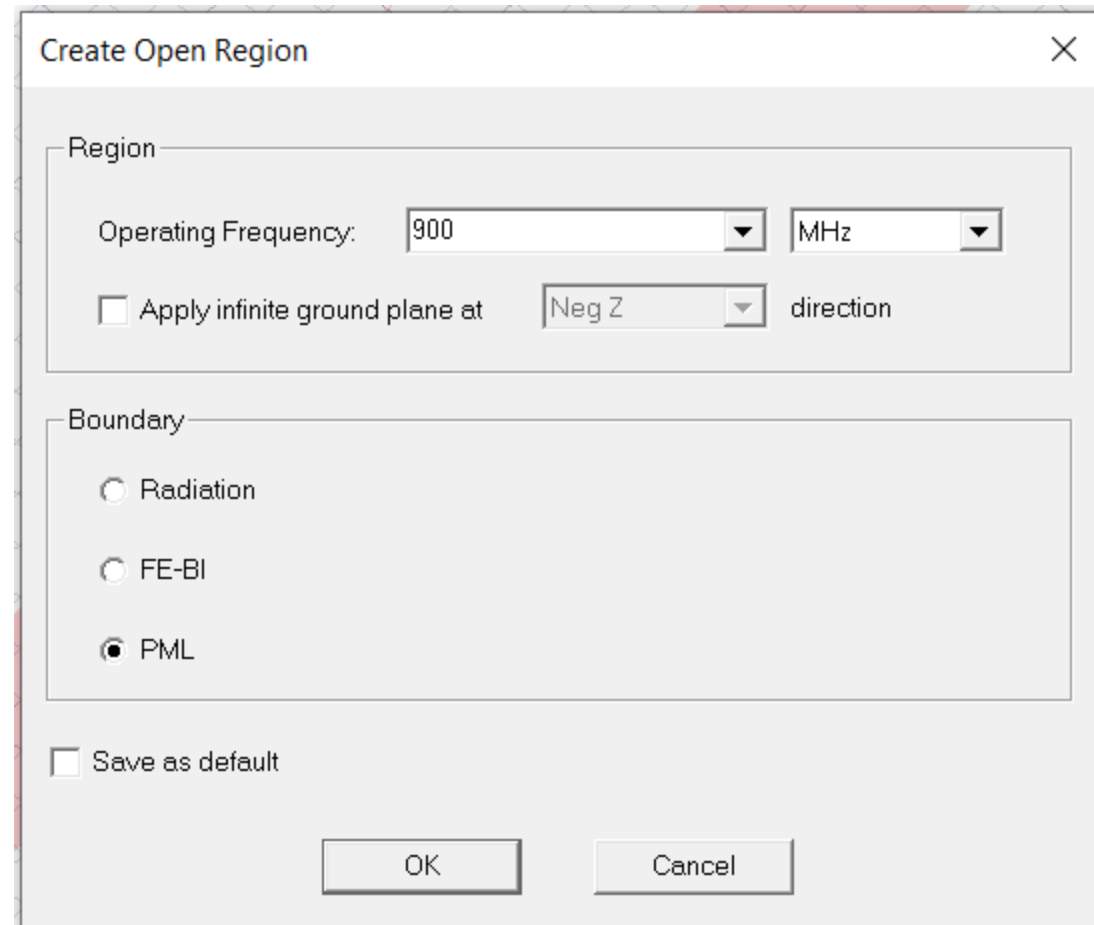 Create Open Region
Region
Operating Frequency: 900 MHz
Apply infinite ground plane at Neg Z direction
Boundary
Radiation
FE-BI
PML
Save as default
OK Cancel